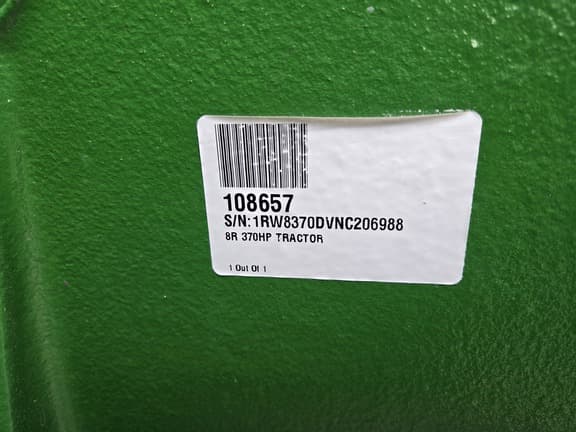 108657
S/N:1RW8370DVNC206988
8R 370HP TRACTOR
1 Out Of 1